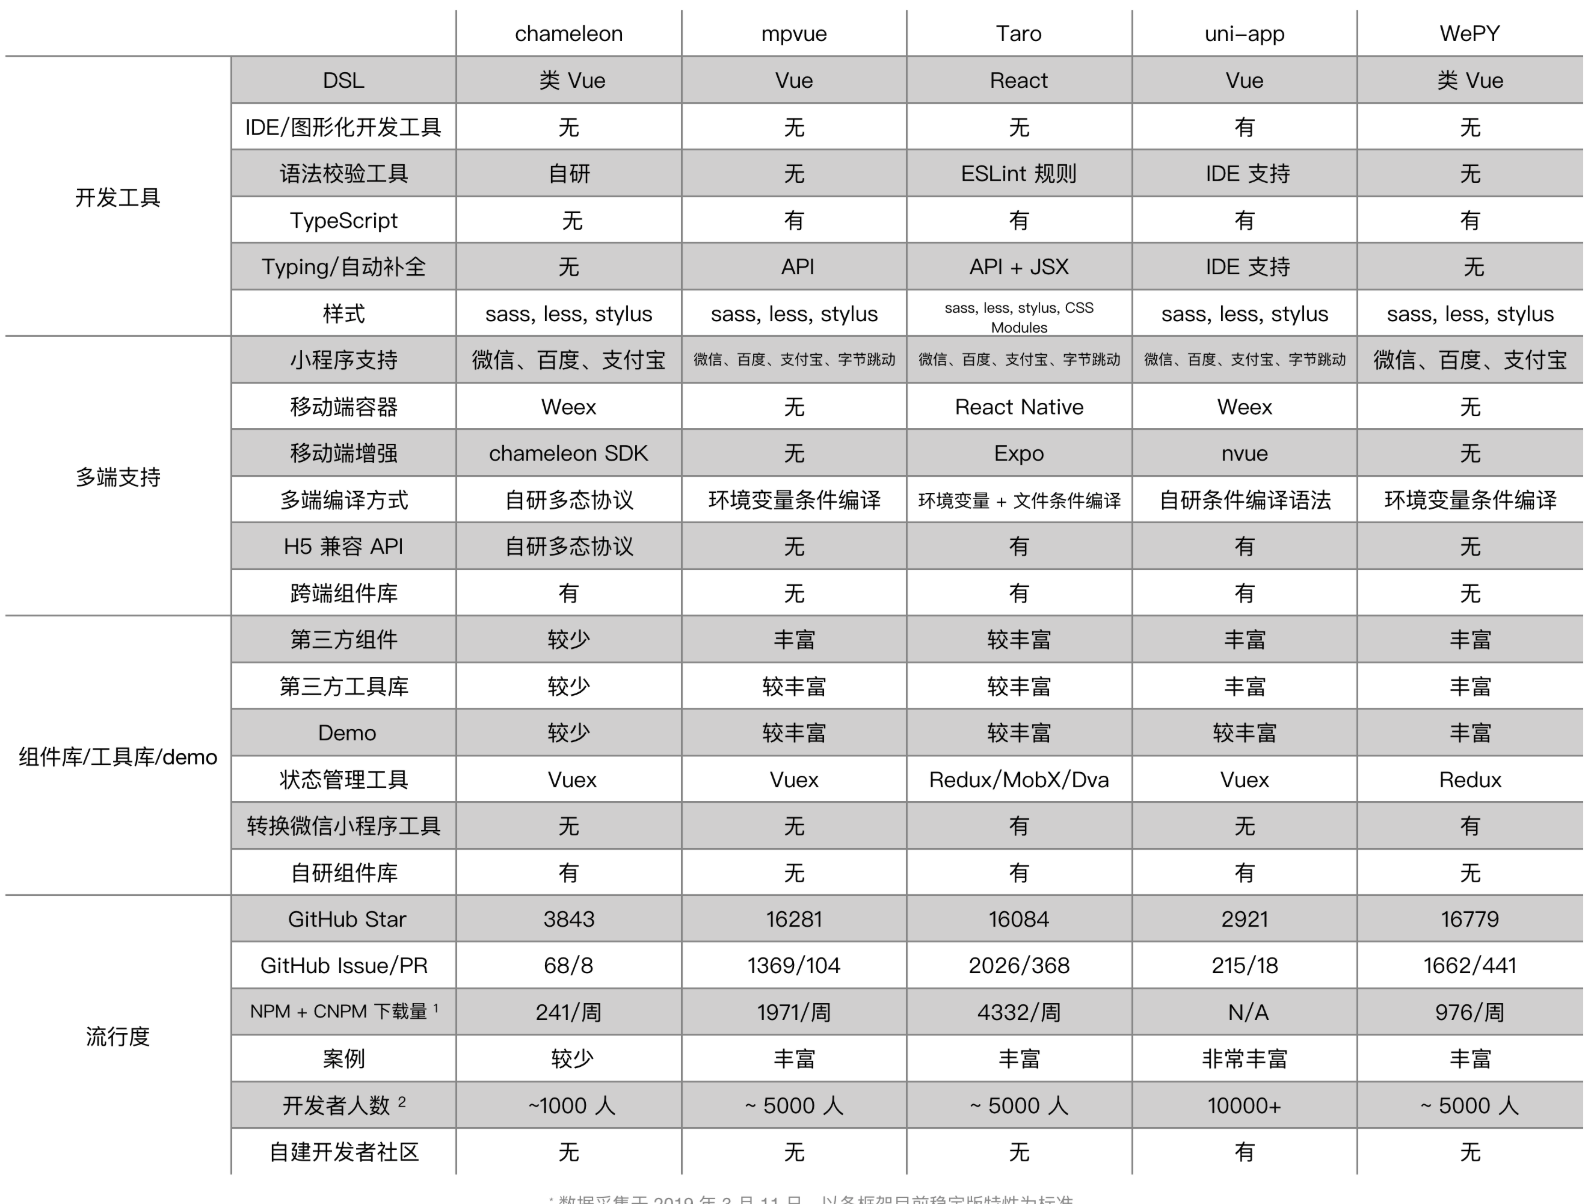 chameleon mpvue Taro uni-app WePY
开发工具
DSL 类 Vue Vue React Vue 类 Vue
IDE/图形化开发工具 无 无 无 有 无
语法校验工具 自研 无 ESLint 规则 IDE 支持 无
TypeScript 无 有 有 有 有
Typing/自动补全 无 API API + JSX IDE 支持 无
样式 sass, less, stylus sass, less, stylus sass, less, stylus, CSS Modules sass, less, stylus sass, less, stylus
多端支持
小程序支持 微信、百度、支付宝 微信、百度、支付宝、字节跳动 微信、百度、支付宝、字节跳动 微信、百度、支付宝、字节跳动 微信、百度、支付宝
移动端容器 Weex 无 React Native Weex 无
移动端增强 chameleon SDK 无 Expo nvue 无
多端编译方式 自研多态协议 环境变量条件编译 环境变量 + 文件条件编译 自研条件编译语法 环境变量条件编译
H5 兼容 API 自研多态协议 无 有 有 无
跨端组件库 有 无 有 有 无
组件库/工具库/demo
第三方组件 较少 丰富 较丰富 丰富 丰富
第三方工具库 较少 较丰富 较丰富 丰富 丰富
Demo 较少 较丰富 较丰富 较丰富 丰富
状态管理工具 Vuex Vuex Redux/MobX/Dva Vuex Redux
转换微信小程序工具 无 无 有 无 有
自研组件库 有 无 有 有 无
流行度
GitHub Star 3843 16281 16084 2921 16779
GitHub Issue/PR 68/8 1369/104 2026/368 215/18 1662/441
NPM + CNPM 下载量 ¹ 241/周 1971/周 4332/周 N/A 976/周
案例 较少 丰富 丰富 非常丰富 丰富
开发者人数 ² ~1000 人 ~ 5000 人 ~ 5000 人 10000+ ~ 5000 人
自建开发者社区 无 无 无 有 无
* 数据采集于 2019 年 3 月 11 日，以各框架目前稳定版特性为标准